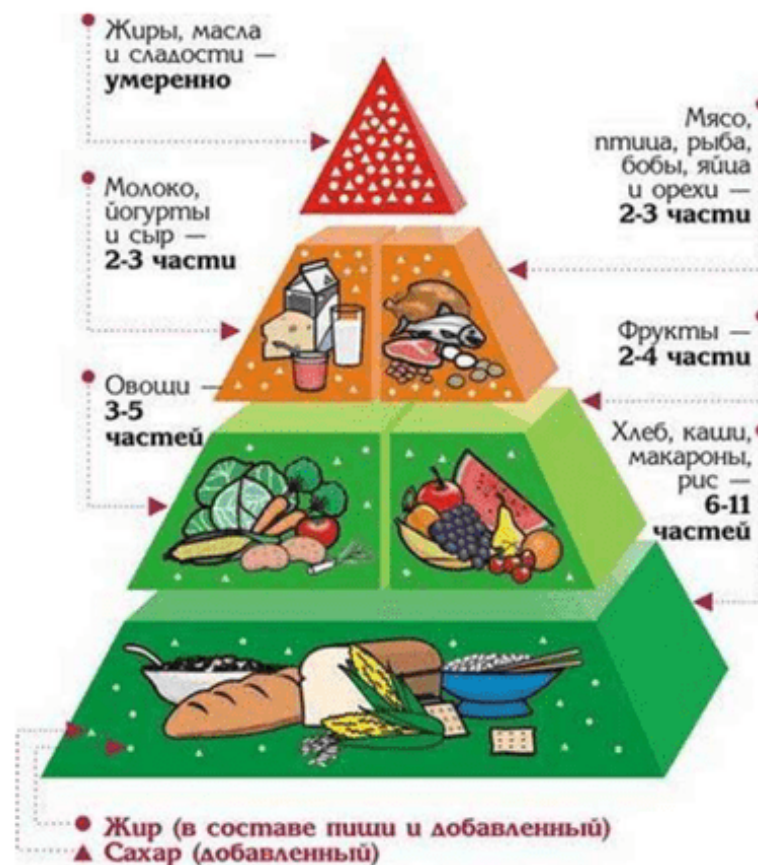 Жиры, масла
и сладости —
умеренно
Молоко,
йогурты
и сыр —
2-3 части
Овощи —
3-5
частей
Мясо,
птица, рыба,
бобы, яйца
и орехи —
2-3 части
Фрукты —
2-4 части
Хлеб, каши,
макароны,
рис —
6-11
частей
Жир (в составе пищи и добавленный)
Сахар (добавленный)